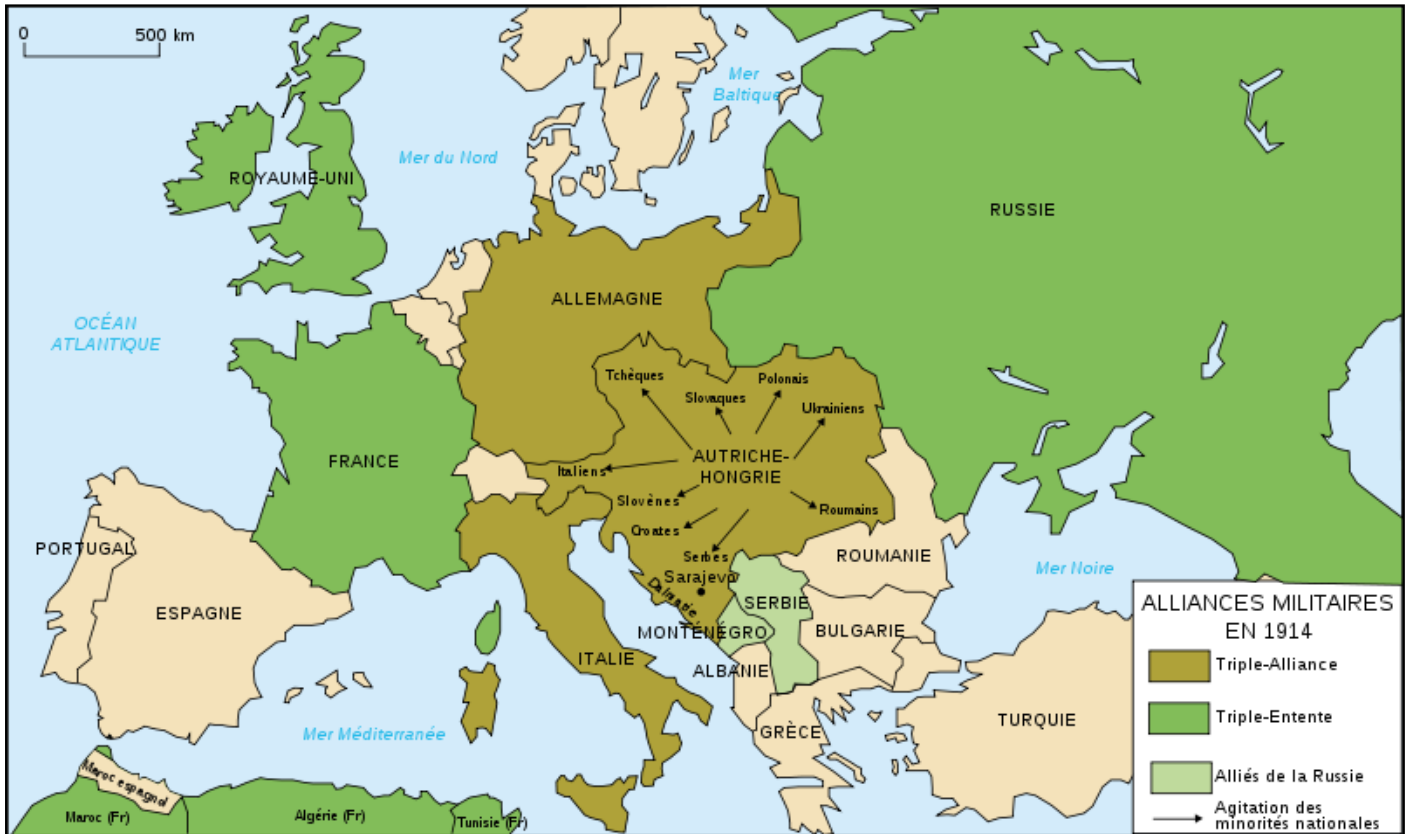 0 500 km
Mer
Baltique
Mer du Nord
ROYAUME-UNI
RUSSIE
ALLEMAGNE
OCÉAN
ATLANTIQUE
Tchèques
Polonais
Slovaques
Ukrainiens
FRANCE
AUTRICHE-
HONGRIE
Italiens
Slovènes
Roumains
Croates
PORTUGAL
Serbes
ROUMANIE
Mer Noire
Sarajevo
Dalmatie
ESPAGNE
SERBIE
MONTÉNÉGRO
BULGARIE
ITALIE
ALBANIE
TURQUIE
GRÈCE
Mer Méditerranée
Maroc espagnol
Maroc (Fr)
Algérie (Fr)
Tunisie (Fr)
ALLIANCES MILITAIRES
EN 1914
Triple-Alliance
Triple-Entente
Alliés de la Russie
Agitation des
minorités nationales